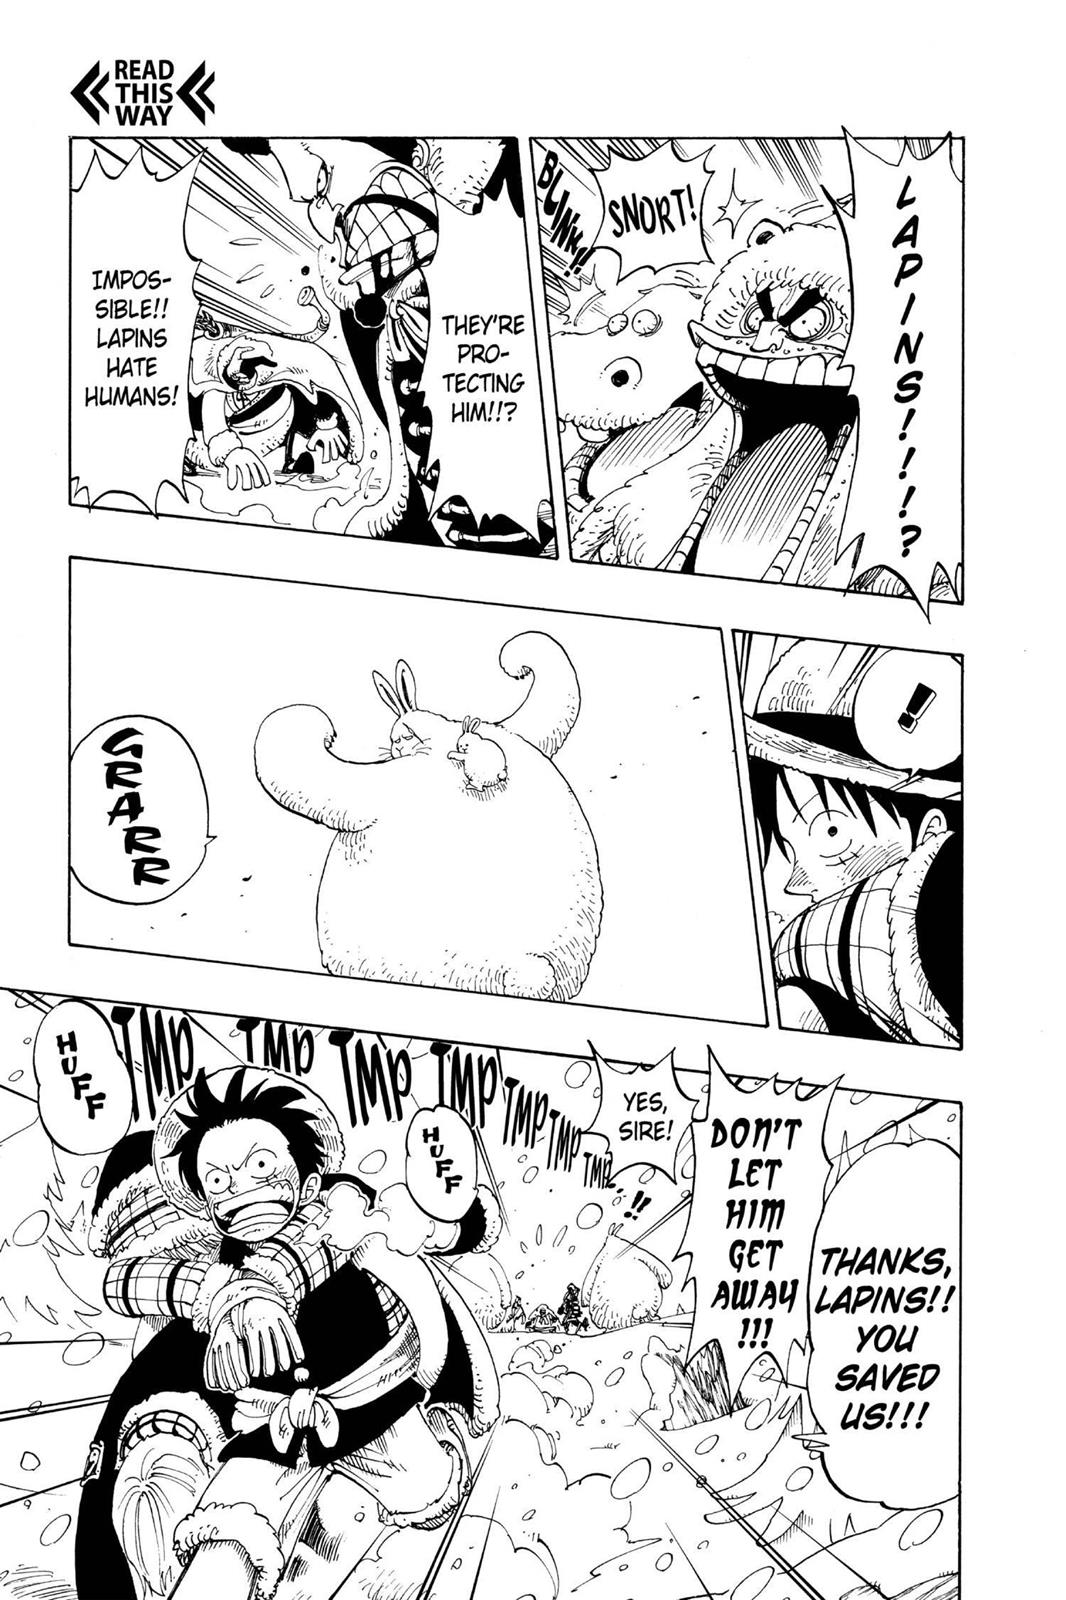 READ
THIS
WAY
LAPINS!!!!?
SNORT!
BLINK!!
THEY'RE
PRO-
TECTING
HIM!!?
IMPOS-
SIBLE!!
LAPINS
HATE
HUMANS!
!
GRARR
THANKS,
LAPINS!!
YOU
SAVED
US!!!
DON'T
LET
HIM
GET
AWAY
!!!
YES,
SIRE!
!!
TMP
TMP
TMP
TMP
TMP
TMP
TMP
HUFF
HUFF